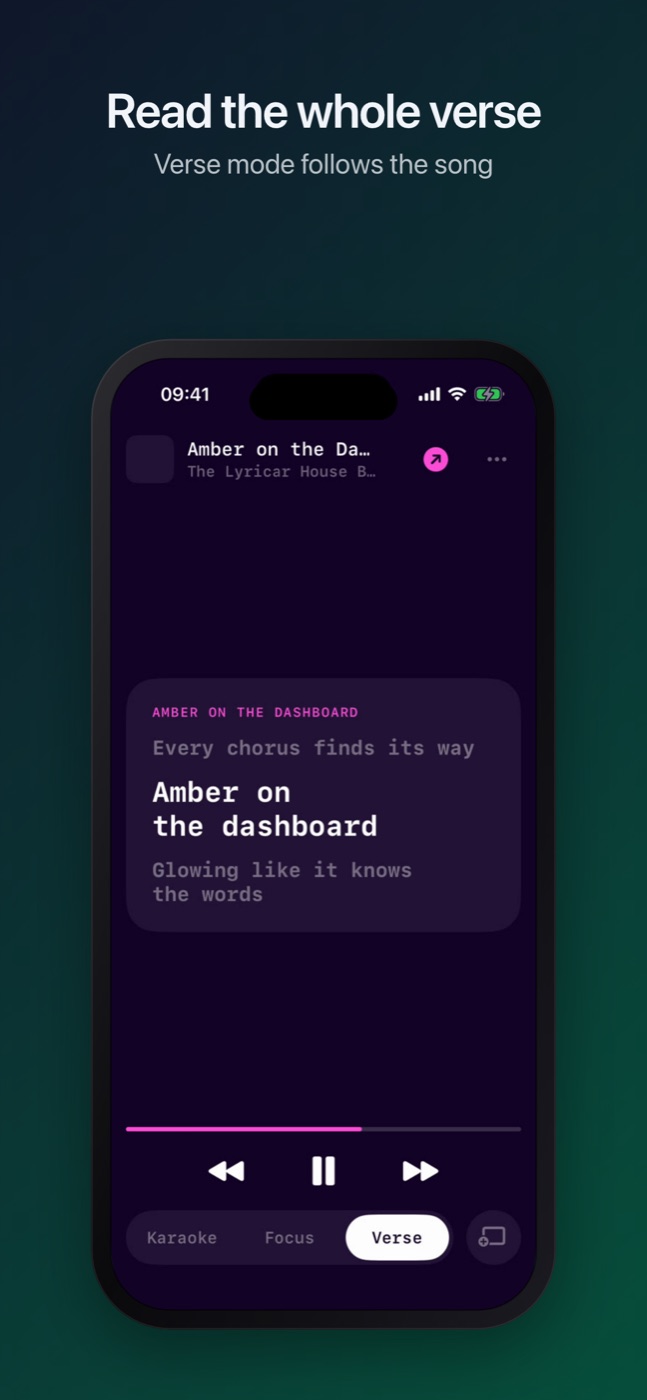 Read the whole verse
Verse mode follows the song
09:41
Amber on the Da…
The Lyricar House B…
AMBER ON THE DASHBOARD
Every chorus finds its way
Amber on
the dashboard
Glowing like it knows
the words
Karaoke
Focus
Verse